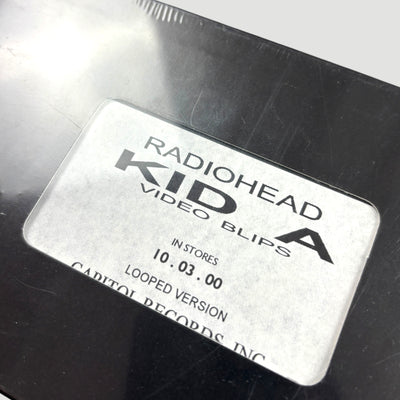 RADIOHEAD
KID A
VIDEO BLIPS
IN STORES
10.03.00
LOOPED VERSION
CAPITOL RECORDS, INC.